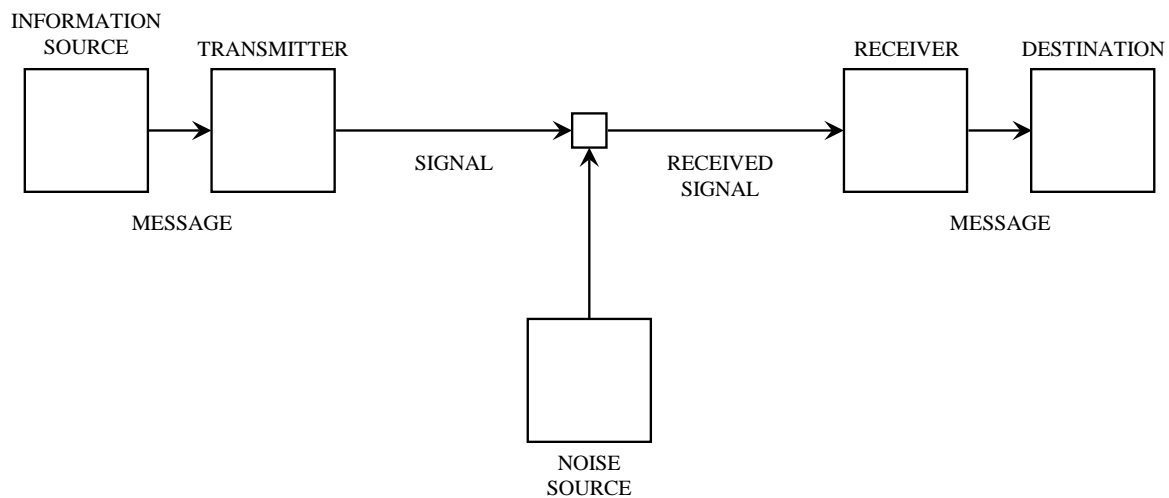 INFORMATION
SOURCE
TRANSMITTER
RECEIVER
DESTINATION
SIGNAL
RECEIVED
SIGNAL
MESSAGE
MESSAGE
NOISE
SOURCE